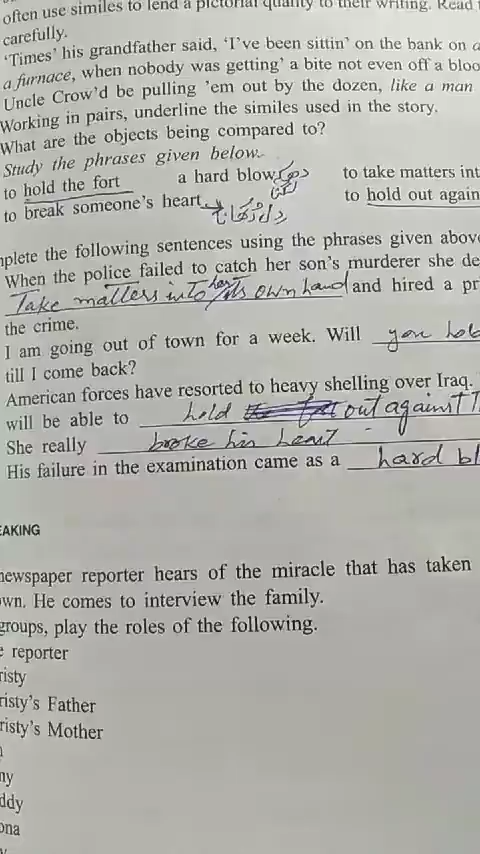 often use similes to lend a pictorial quality to their writing. Read
carefully.
'Times' his grandfather said, 'I've been sittin' on the bank on a
a furnace, when nobody was getting' a bite not even off a bloo
Uncle Crow'd be pulling 'em out by the dozen, like a man
Working in pairs, underline the similes used in the story.
What are the objects being compared to?
Study the phrases given below.
to hold the fort a hard blow دھچکا لگنا to take matters int
to break someone's heart دل دکھانا to hold out again
mplete the following sentences using the phrases given above
When the police failed to catch her son's murderer she de
Take matters into her own hand and hired a pr
the crime.
I am going out of town for a week. Will you hol
till I come back?
American forces have resorted to heavy shelling over Iraq.
will be able to hold out against
She really broke his heart
His failure in the examination came as a hard bl
EAKING
newspaper reporter hears of the miracle that has taken
own. He comes to interview the family.
groups, play the roles of the following.
e reporter
risty
risty's Father
risty's Mother
ny
ddy
ona